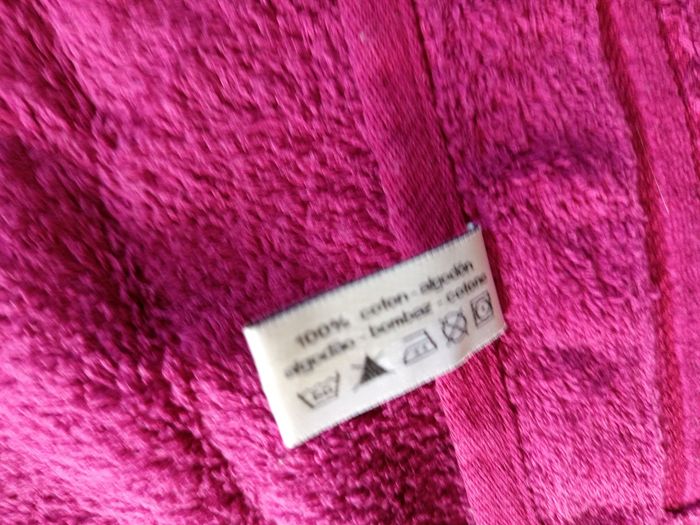 100% coton - algodón
algodão - bombaz - cotone